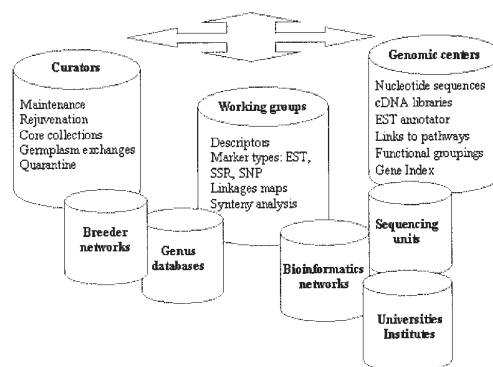 Curators
Maintenance
Rejuvenation
Core collections
Germplasm exchanges
Quarantine
Working groups
Descriptors
Marker types: EST,
SSR, SNP
Linkages maps
Synteny analysis
Genomic centers
Nucleotide sequences
cDNA libraries
EST annotator
Links to pathways
Functional groupings
Gene Index
Breeder
networks
Genus
databases
Bioinformatics
networks
Sequencing
units
Universities
Institutes